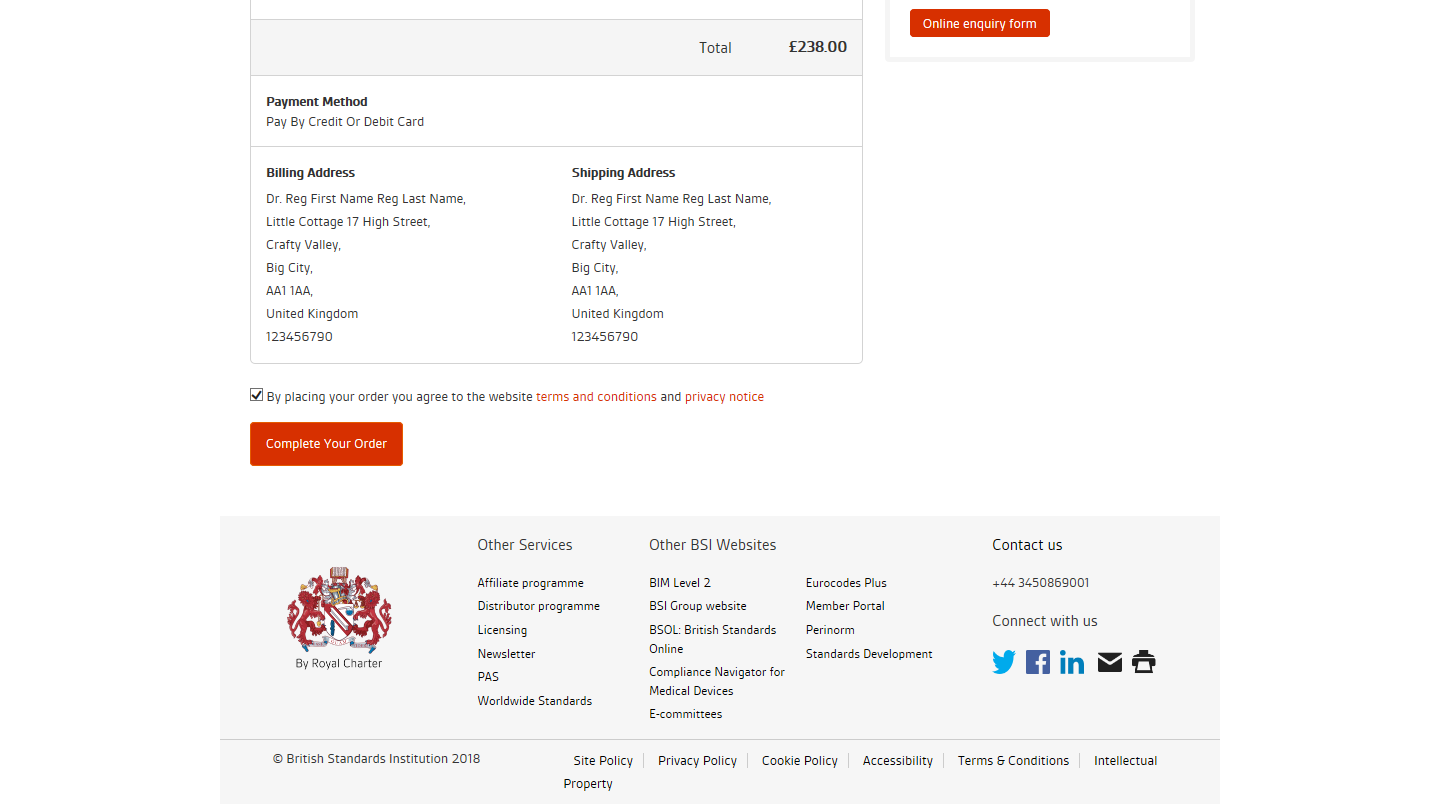 Online enquiry form
Total £238.00
Payment Method
Pay By Credit Or Debit Card
Billing Address
Dr. Reg First Name Reg Last Name,
Little Cottage 17 High Street,
Crafty Valley,
Big City,
AA1 1AA,
United Kingdom
123456790
Shipping Address
Dr. Reg First Name Reg Last Name,
Little Cottage 17 High Street,
Crafty Valley,
Big City,
AA1 1AA,
United Kingdom
123456790
By placing your order you agree to the website terms and conditions and privacy notice
Complete Your Order
By Royal Charter
Other Services
Affiliate programme
Distributor programme
Licensing
Newsletter
PAS
Worldwide Standards
Other BSI Websites
BIM Level 2
BSI Group website
BSOL: British Standards
Online
Compliance Navigator for
Medical Devices
E-committees
Eurocodes Plus
Member Portal
Perinorm
Standards Development
Contact us
+44 3450869001
Connect with us
© British Standards Institution 2018
Site Policy Privacy Policy Cookie Policy Accessibility Terms & Conditions Intellectual
Property